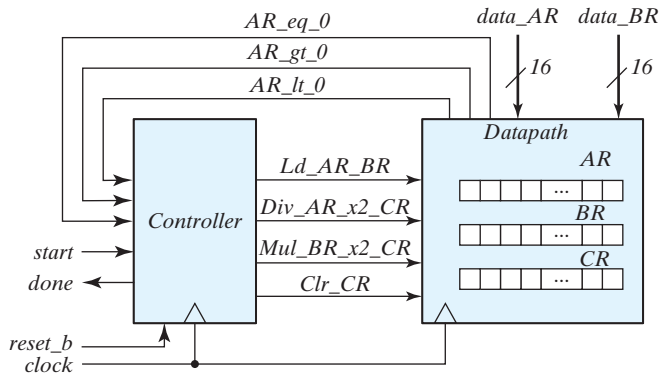 AR_eq_0
data_AR
data_BR
AR_gt_0
16
16
AR_lt_0
Datapath
AR
Ld_AR_BR
...
Controller
Div_AR_x2_CR
BR
...
start
Mul_BR_x2_CR
CR
done
Clr_CR
...
reset_b
clock